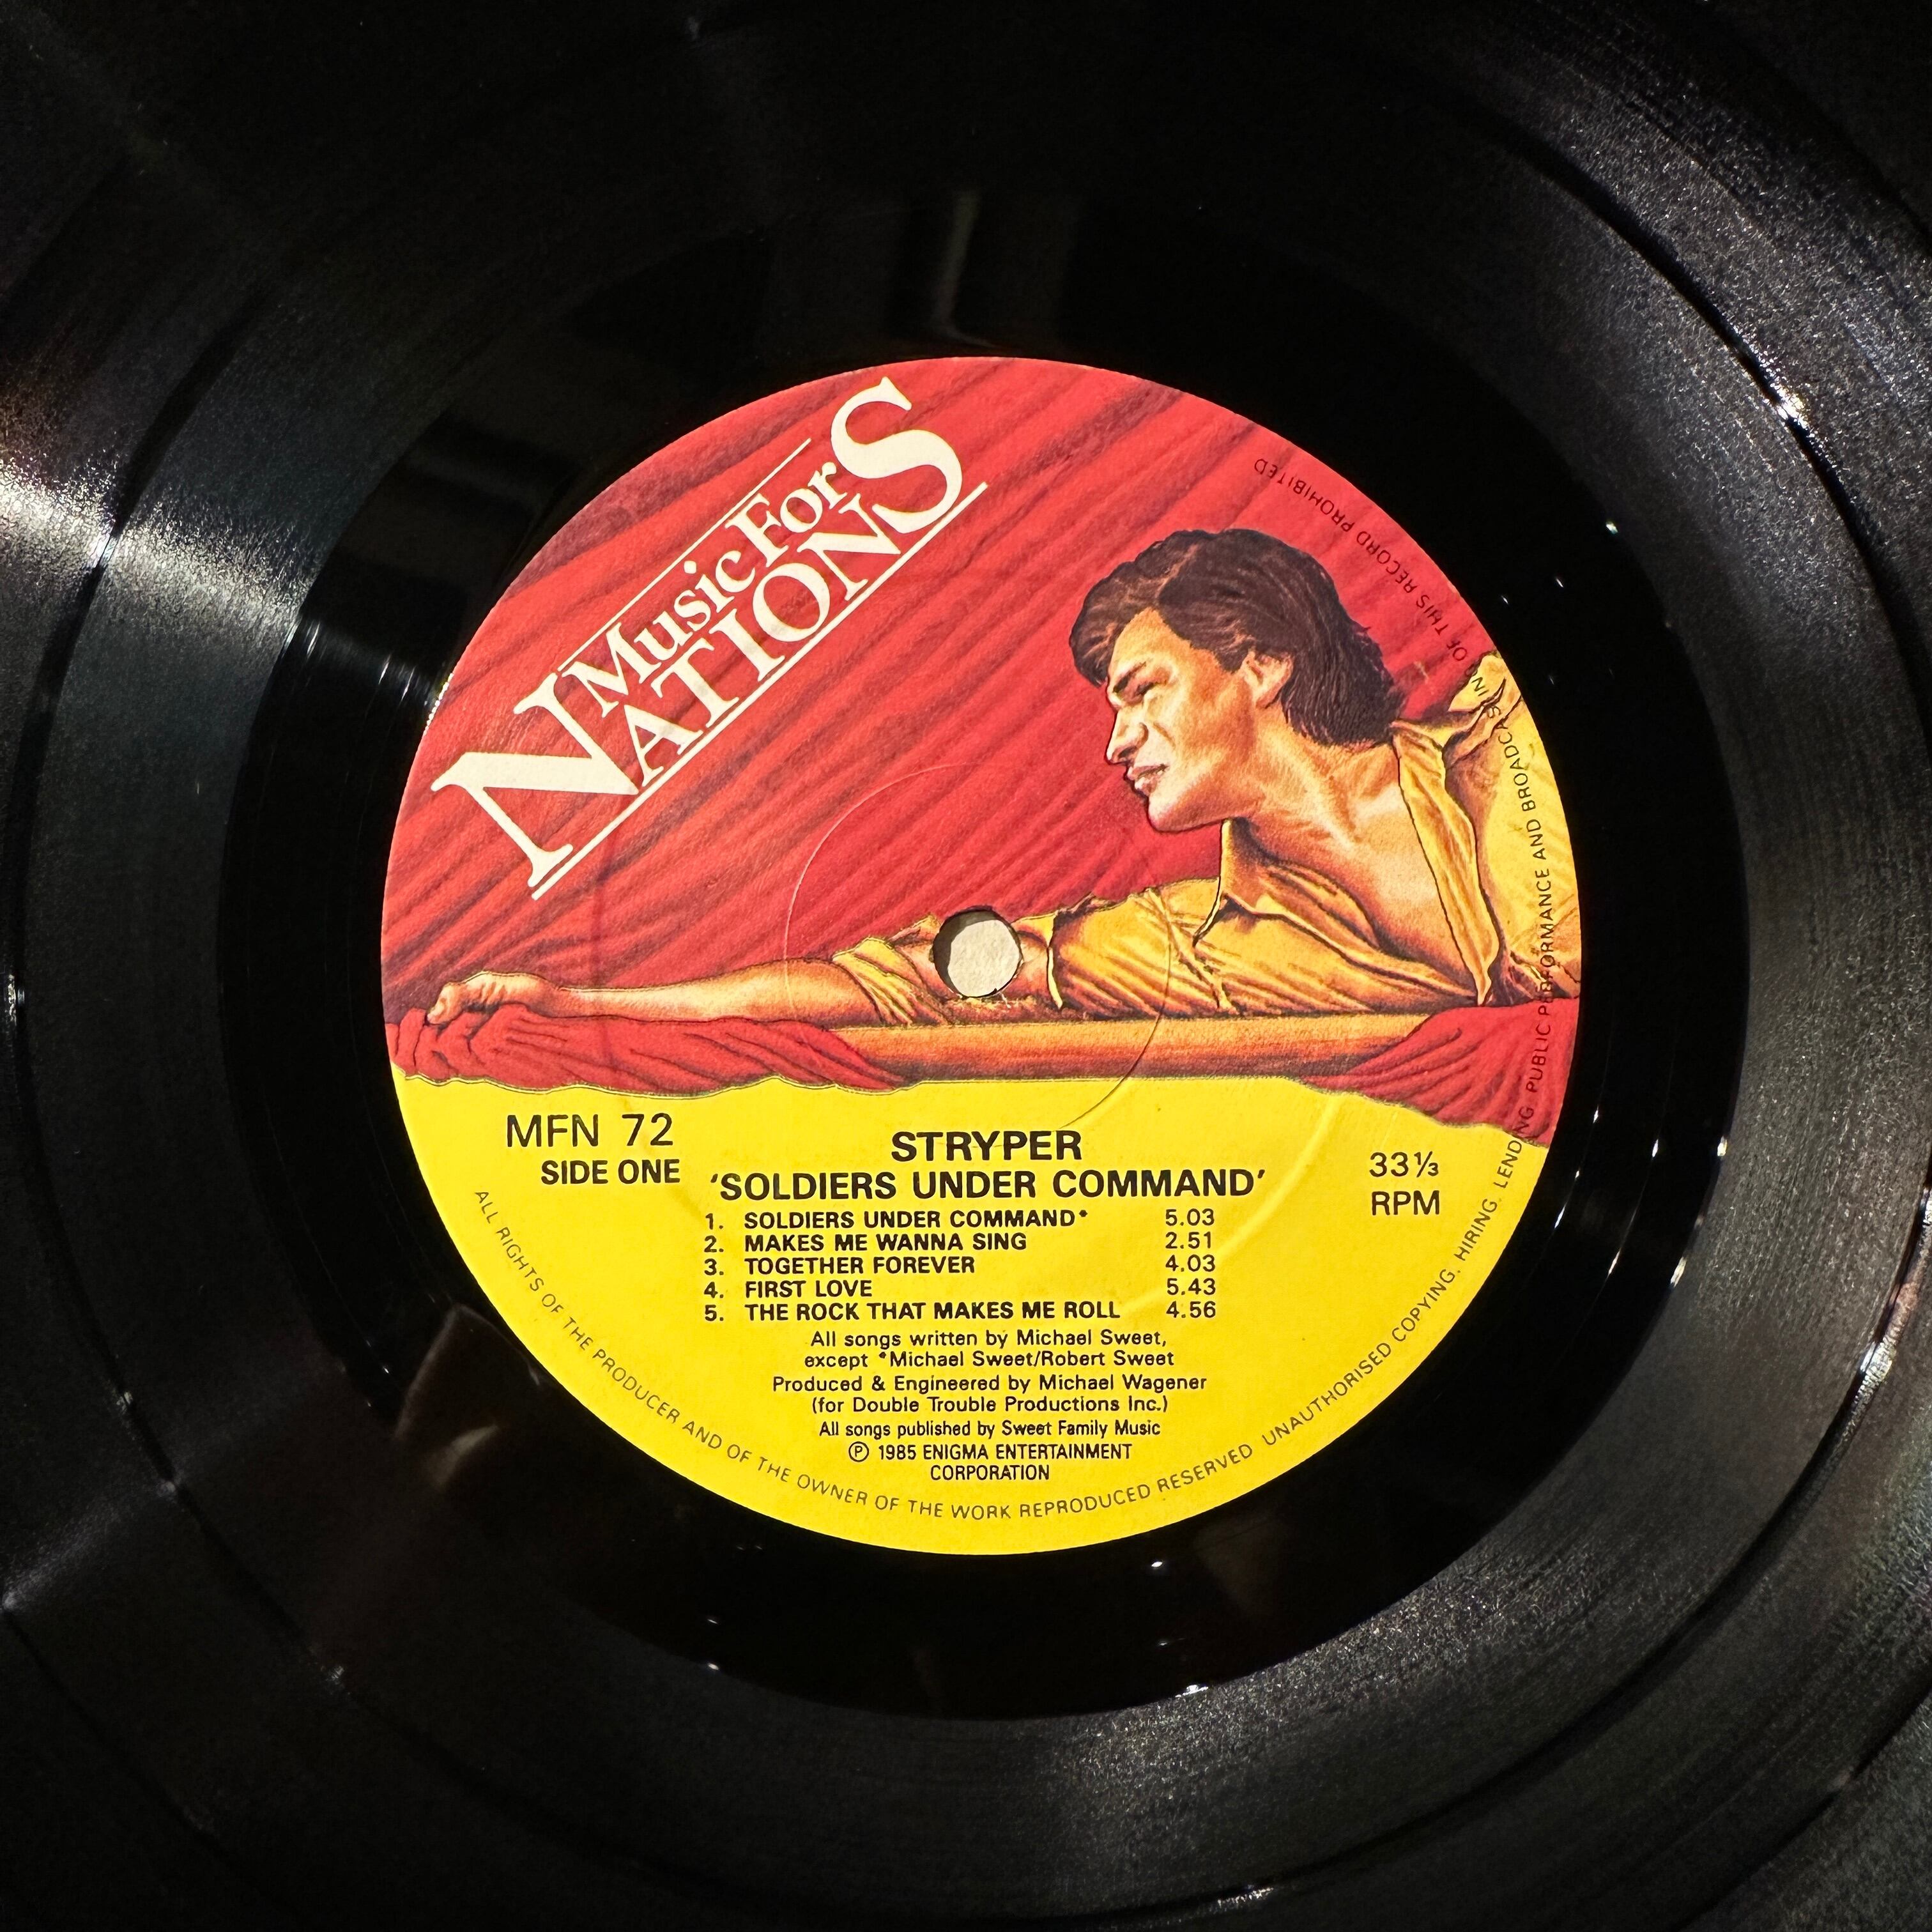 Music For
NATIONS
MFN 72
SIDE ONE
STRYPER
'SOLDIERS UNDER COMMAND'
33⅓
RPM
1. SOLDIERS UNDER COMMAND* 5.03
2. MAKES ME WANNA SING 2.51
3. TOGETHER FOREVER 4.03
4. FIRST LOVE 5.43
5. THE ROCK THAT MAKES ME ROLL 4.56
All songs written by Michael Sweet,
except *Michael Sweet/Robert Sweet
Produced & Engineered by Michael Wagener
(for Double Trouble Productions Inc.)
All songs published by Sweet Family Music
Ⓟ 1985 ENIGMA ENTERTAINMENT
CORPORATION
ALL RIGHTS OF THE PRODUCER AND OF THE OWNER OF THE WORK REPRODUCED RESERVED UNAUTHORISED COPYING. HIRING. LENDING. PUBLIC PERFORMANCE AND BROADCASTING OF THIS RECORD PROHIBITED